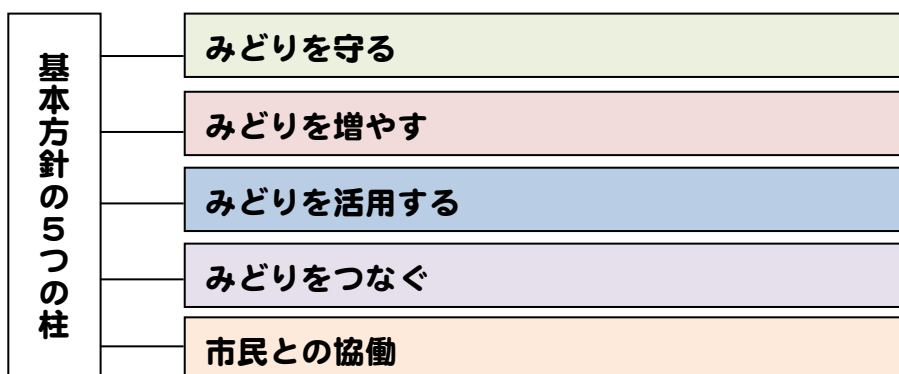 基本方針の５つの柱
みどりを守る
みどりを増やす
みどりを活用する
みどりをつなぐ
市民との協働